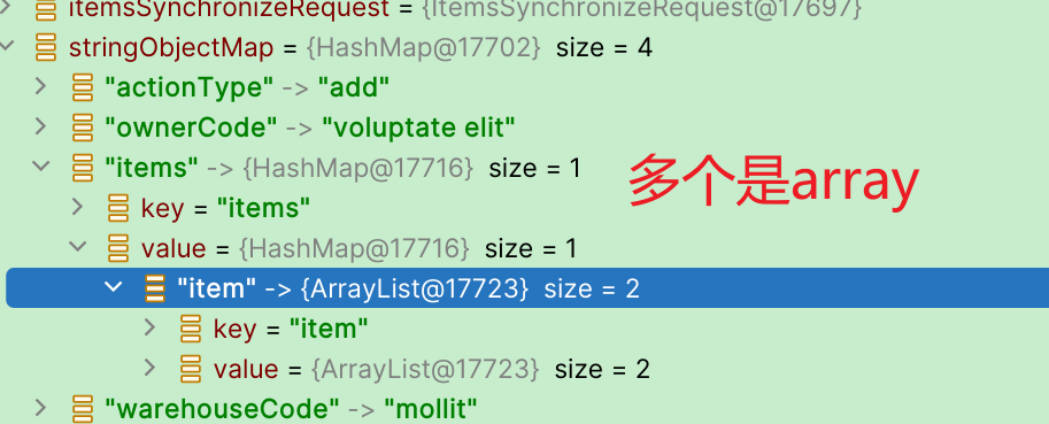 itemsSynchronizeRequest = {ItemsSynchronizeRequest@17697}
stringObjectMap = {HashMap@17702} size = 4
"actionType" -> "add"
"ownerCode" -> "voluptate elit"
"items" -> {HashMap@17716} size = 1
多个是array
key = "items"
value = {HashMap@17716} size = 1
"item" -> {ArrayList@17723} size = 2
key = "item"
value = {ArrayList@17723} size = 2
"warehouseCode" -> "mollit"